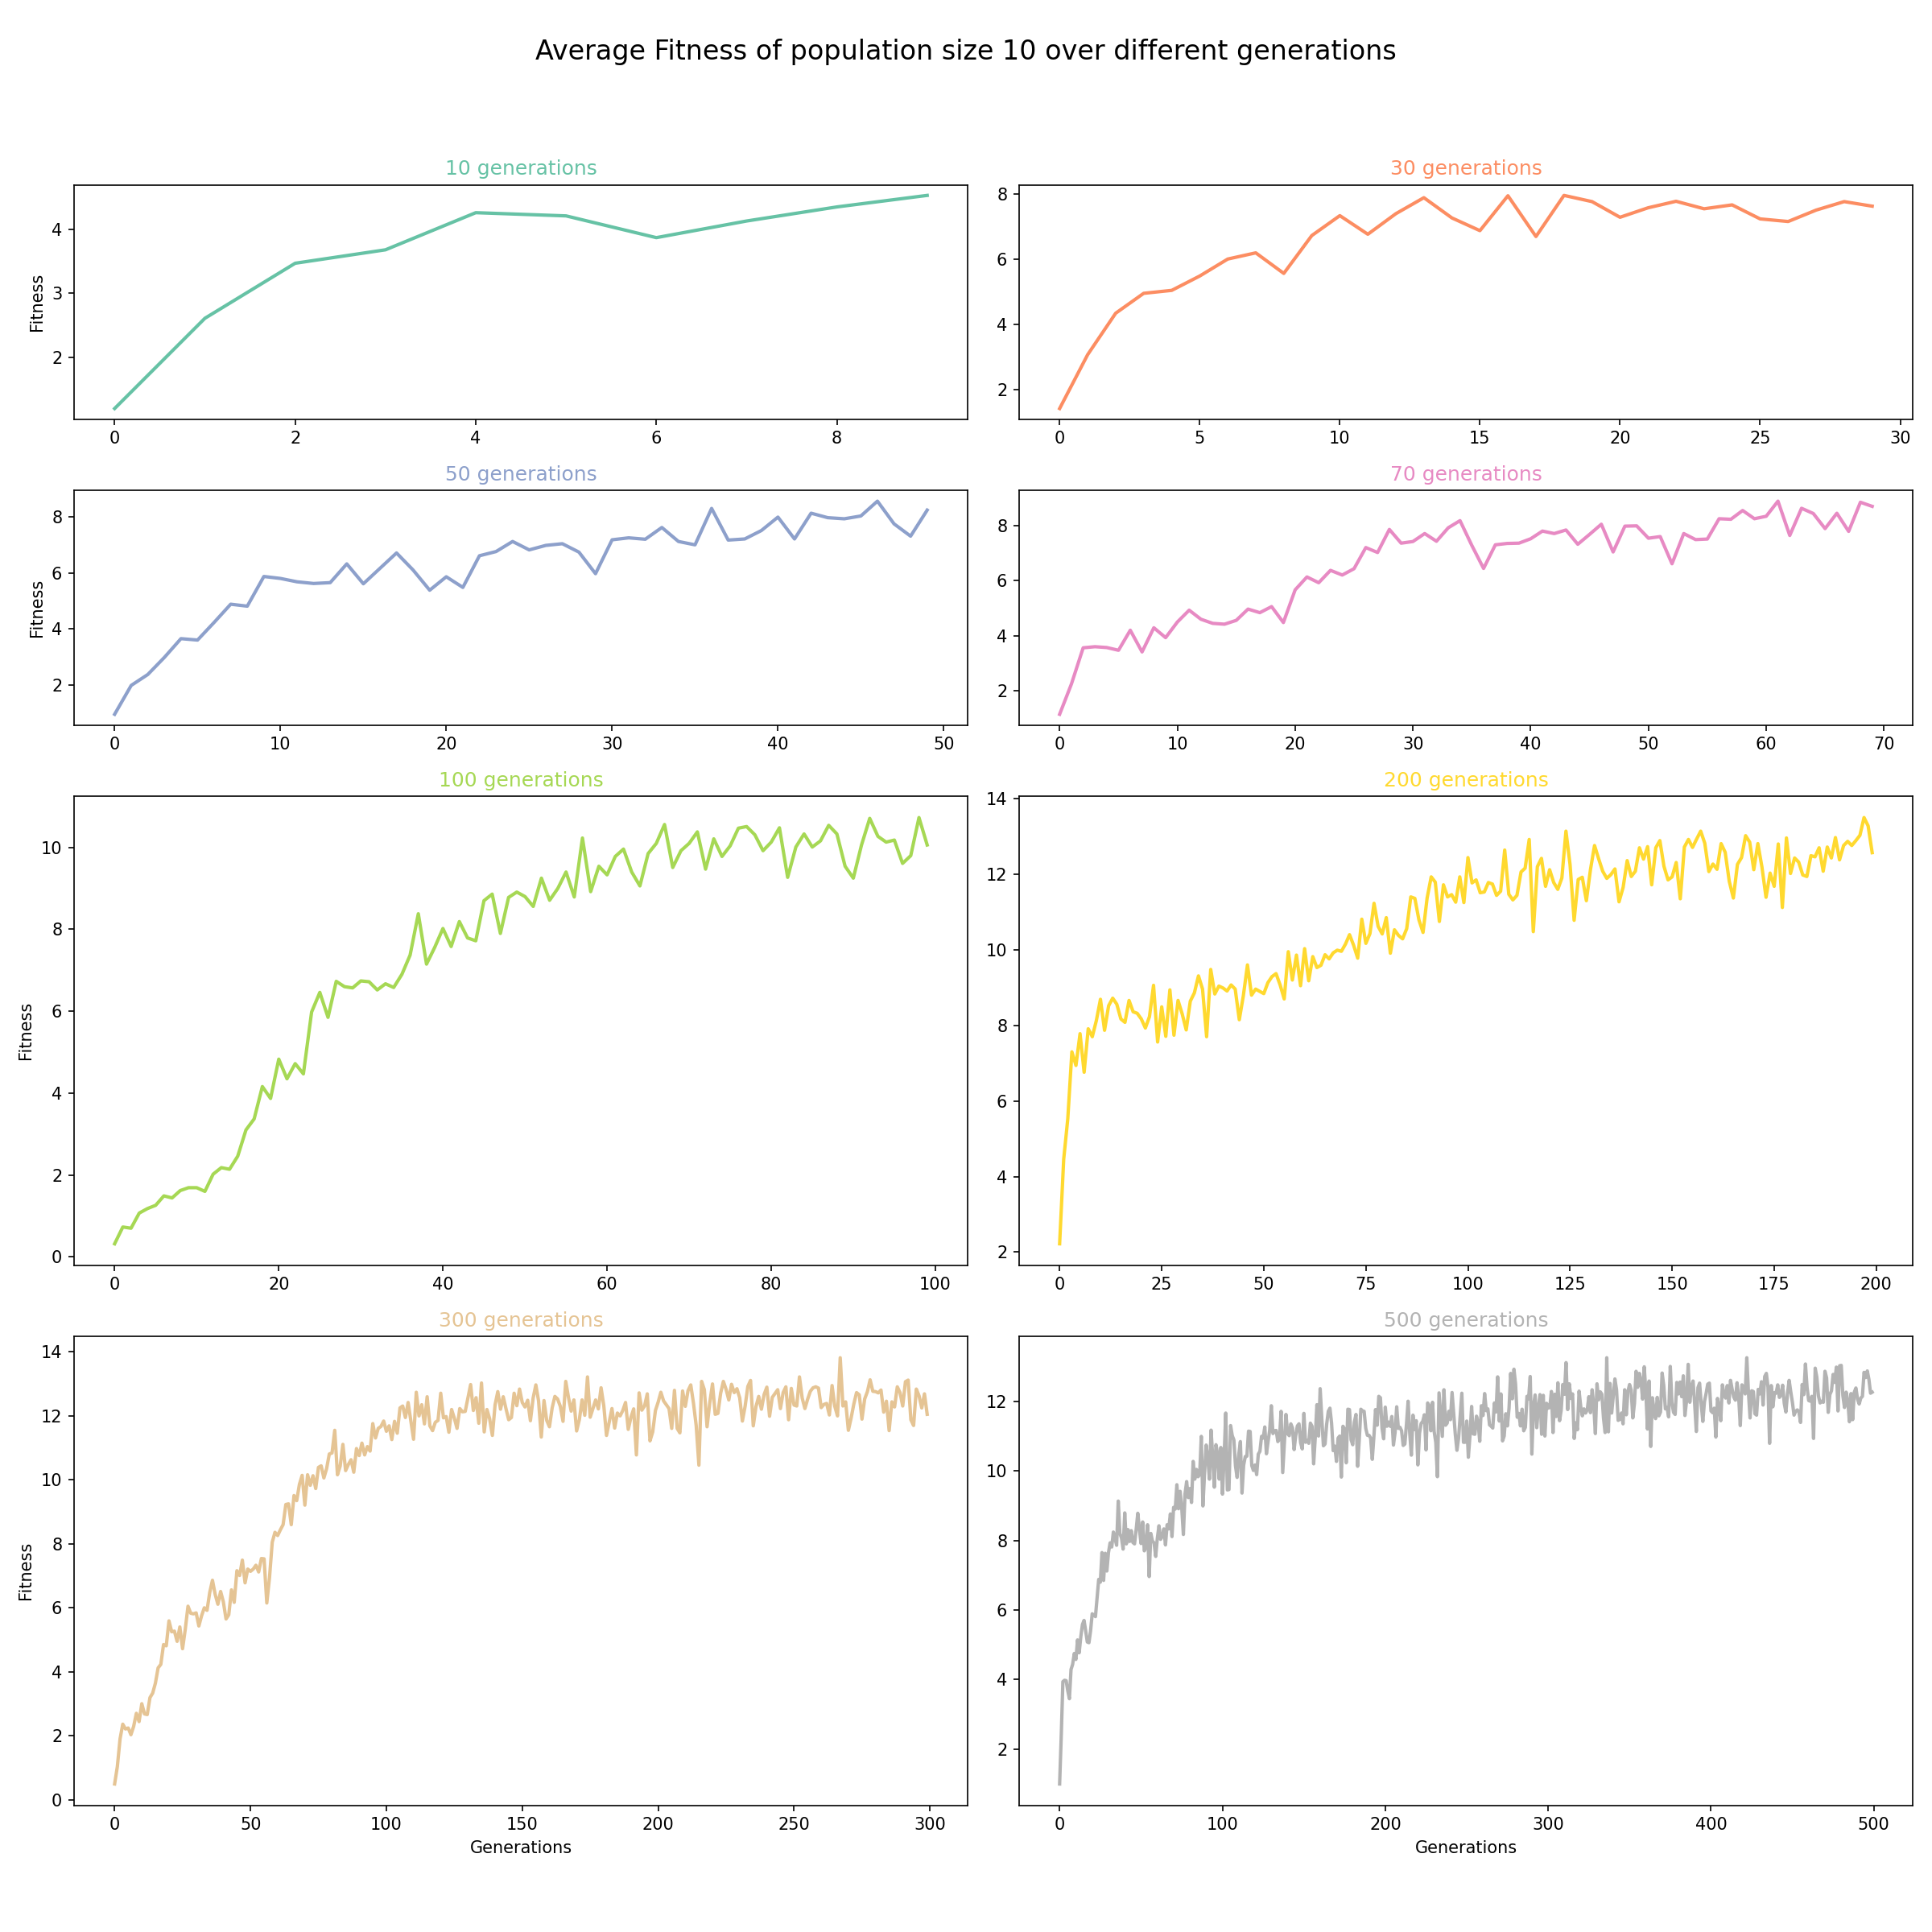 Average Fitness of population size 10 over different generations
10 generations
30 generations
4
3
2
Fitness
0 2 4 6 8
8
6
4
2
0 5 10 15 20 25 30
50 generations
70 generations
8
6
4
2
Fitness
0 10 20 30 40 50
8
6
4
2
0 10 20 30 40 50 60 70
100 generations
200 generations
10
8
6
4
2
0
Fitness
0 20 40 60 80 100
14
12
10
8
6
4
2
0 25 50 75 100 125 150 175 200
300 generations
500 generations
14
12
10
8
6
4
2
0
Fitness
0 50 100 150 200 250 300
Generations
12
10
8
6
4
2
0 100 200 300 400 500
Generations